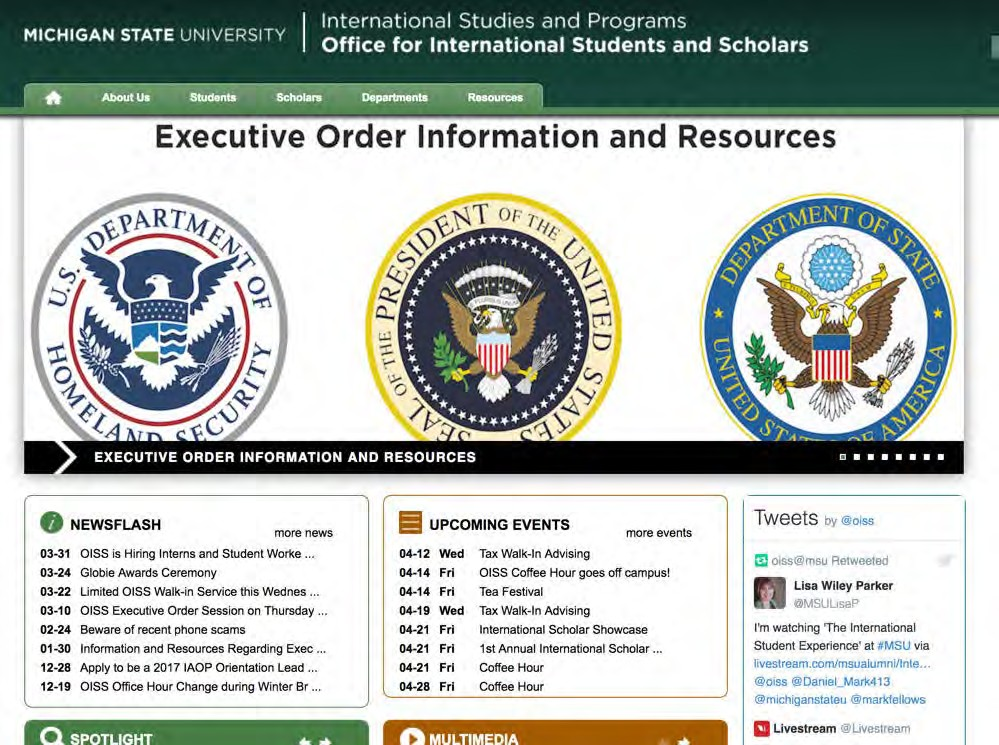 MICHIGAN STATE UNIVERSITY
International Studies and Programs
Office for International Students and Scholars
About Us Students Scholars Departments Resources
Executive Order Information and Resources
U.S. DEPARTMENT OF HOMELAND SECURITY
SEAL OF THE PRESIDENT OF THE UNITED STATES
E PLURIBUS UNUM
DEPARTMENT OF STATE
UNITED STATES OF AMERICA
EXECUTIVE ORDER INFORMATION AND RESOURCES
NEWSFLASH
more news
03-31 OISS is Hiring Interns and Student Worke ...
03-24 Globie Awards Ceremony
03-22 Limited OISS Walk-in Service this Wednes ...
03-10 OISS Executive Order Session on Thursday ...
02-24 Beware of recent phone scams
01-30 Information and Resources Regarding Exec ...
12-28 Apply to be a 2017 IAOP Orientation Lead ...
12-19 OISS Office Hour Change during Winter Br ...
UPCOMING EVENTS
more events
04-12 Wed Tax Walk-In Advising
04-14 Fri OISS Coffee Hour goes off campus!
04-14 Fri Tea Festival
04-19 Wed Tax Walk-In Advising
04-21 Fri International Scholar Showcase
04-21 Fri 1st Annual International Scholar ...
04-21 Fri Coffee Hour
04-28 Fri Coffee Hour
Tweets by @oiss
oiss@msu Retweeted
Lisa Wiley Parker
@MSULisaP
I'm watching 'The International
Student Experience' at #MSU via
livestream.com/msualumni/Inte...
@oiss @Daniel_Mark413
@michiganstateu @markfellows
Livestream @Livestream
SPOTLIGHT
MULTIMEDIA